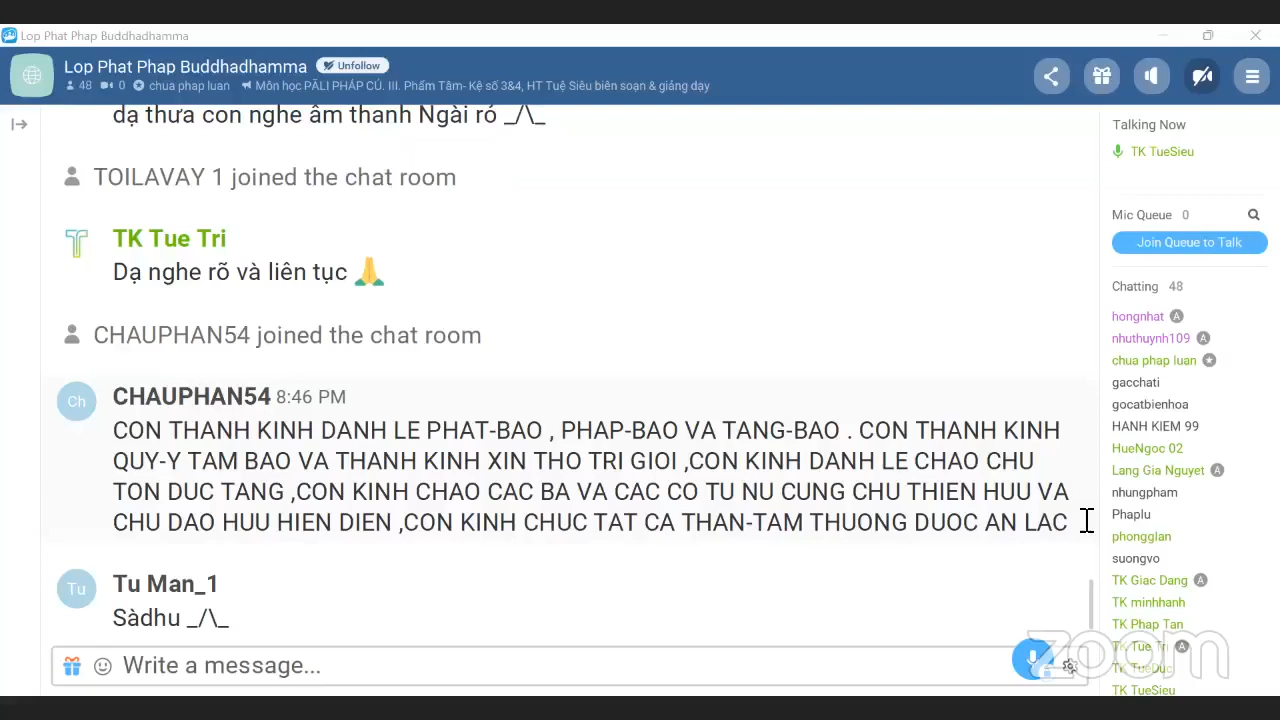 Lop Phat Phap Buddhadhamma
Lop Phat Phap Buddhadhamma Unfollow
48 0 chua phap luan Môn học PĀLI PHÁP CÚ. III. Phẩm Tâm- Kệ số 3&4, HT Tuệ Siêu biên soạn & giảng dạy
dạ thưa con nghe âm thanh Ngài rỏ _/\_
TOILAVAY 1 joined the chat room
TK Tue Tri
Dạ nghe rõ và liên tục 🙏
CHAUPHAN54 joined the chat room
Ch
CHAUPHAN54 8:46 PM
CON THANH KINH DANH LE PHAT-BAO , PHAP-BAO VA TANG-BAO . CON THANH KINH
QUY-Y TAM BAO VA THANH KINH XIN THO TRI GIOI ,CON KINH DANH LE CHAO CHU
TON DUC TANG ,CON KINH CHAO CAC BA VA CAC CO TU NU CUNG CHU THIEN HUU VA
CHU DAO HUU HIEN DIEN ,CON KINH CHUC TAT CA THAN-TAM THUONG DUOC AN LAC
Tu
Tu Man_1
Sàdhu _/\_
Write a message...
Talking Now
TK TueSieu
Mic Queue 0
Join Queue to Talk
Chatting 48
hongnhat A
nhuthuynh109 A
chua phap luan
gacchati
gocatbienhoa
HANH KIEM 99
HueNgoc 02
Lang Gia Nguyet A
nhungpham
Phaplu
phongglan
suongvo
TK Giac Dang A
TK minhhanh
TK Phap Tan
TK Tue Tri A
TK TueDuc
TK TueSieu
zoom